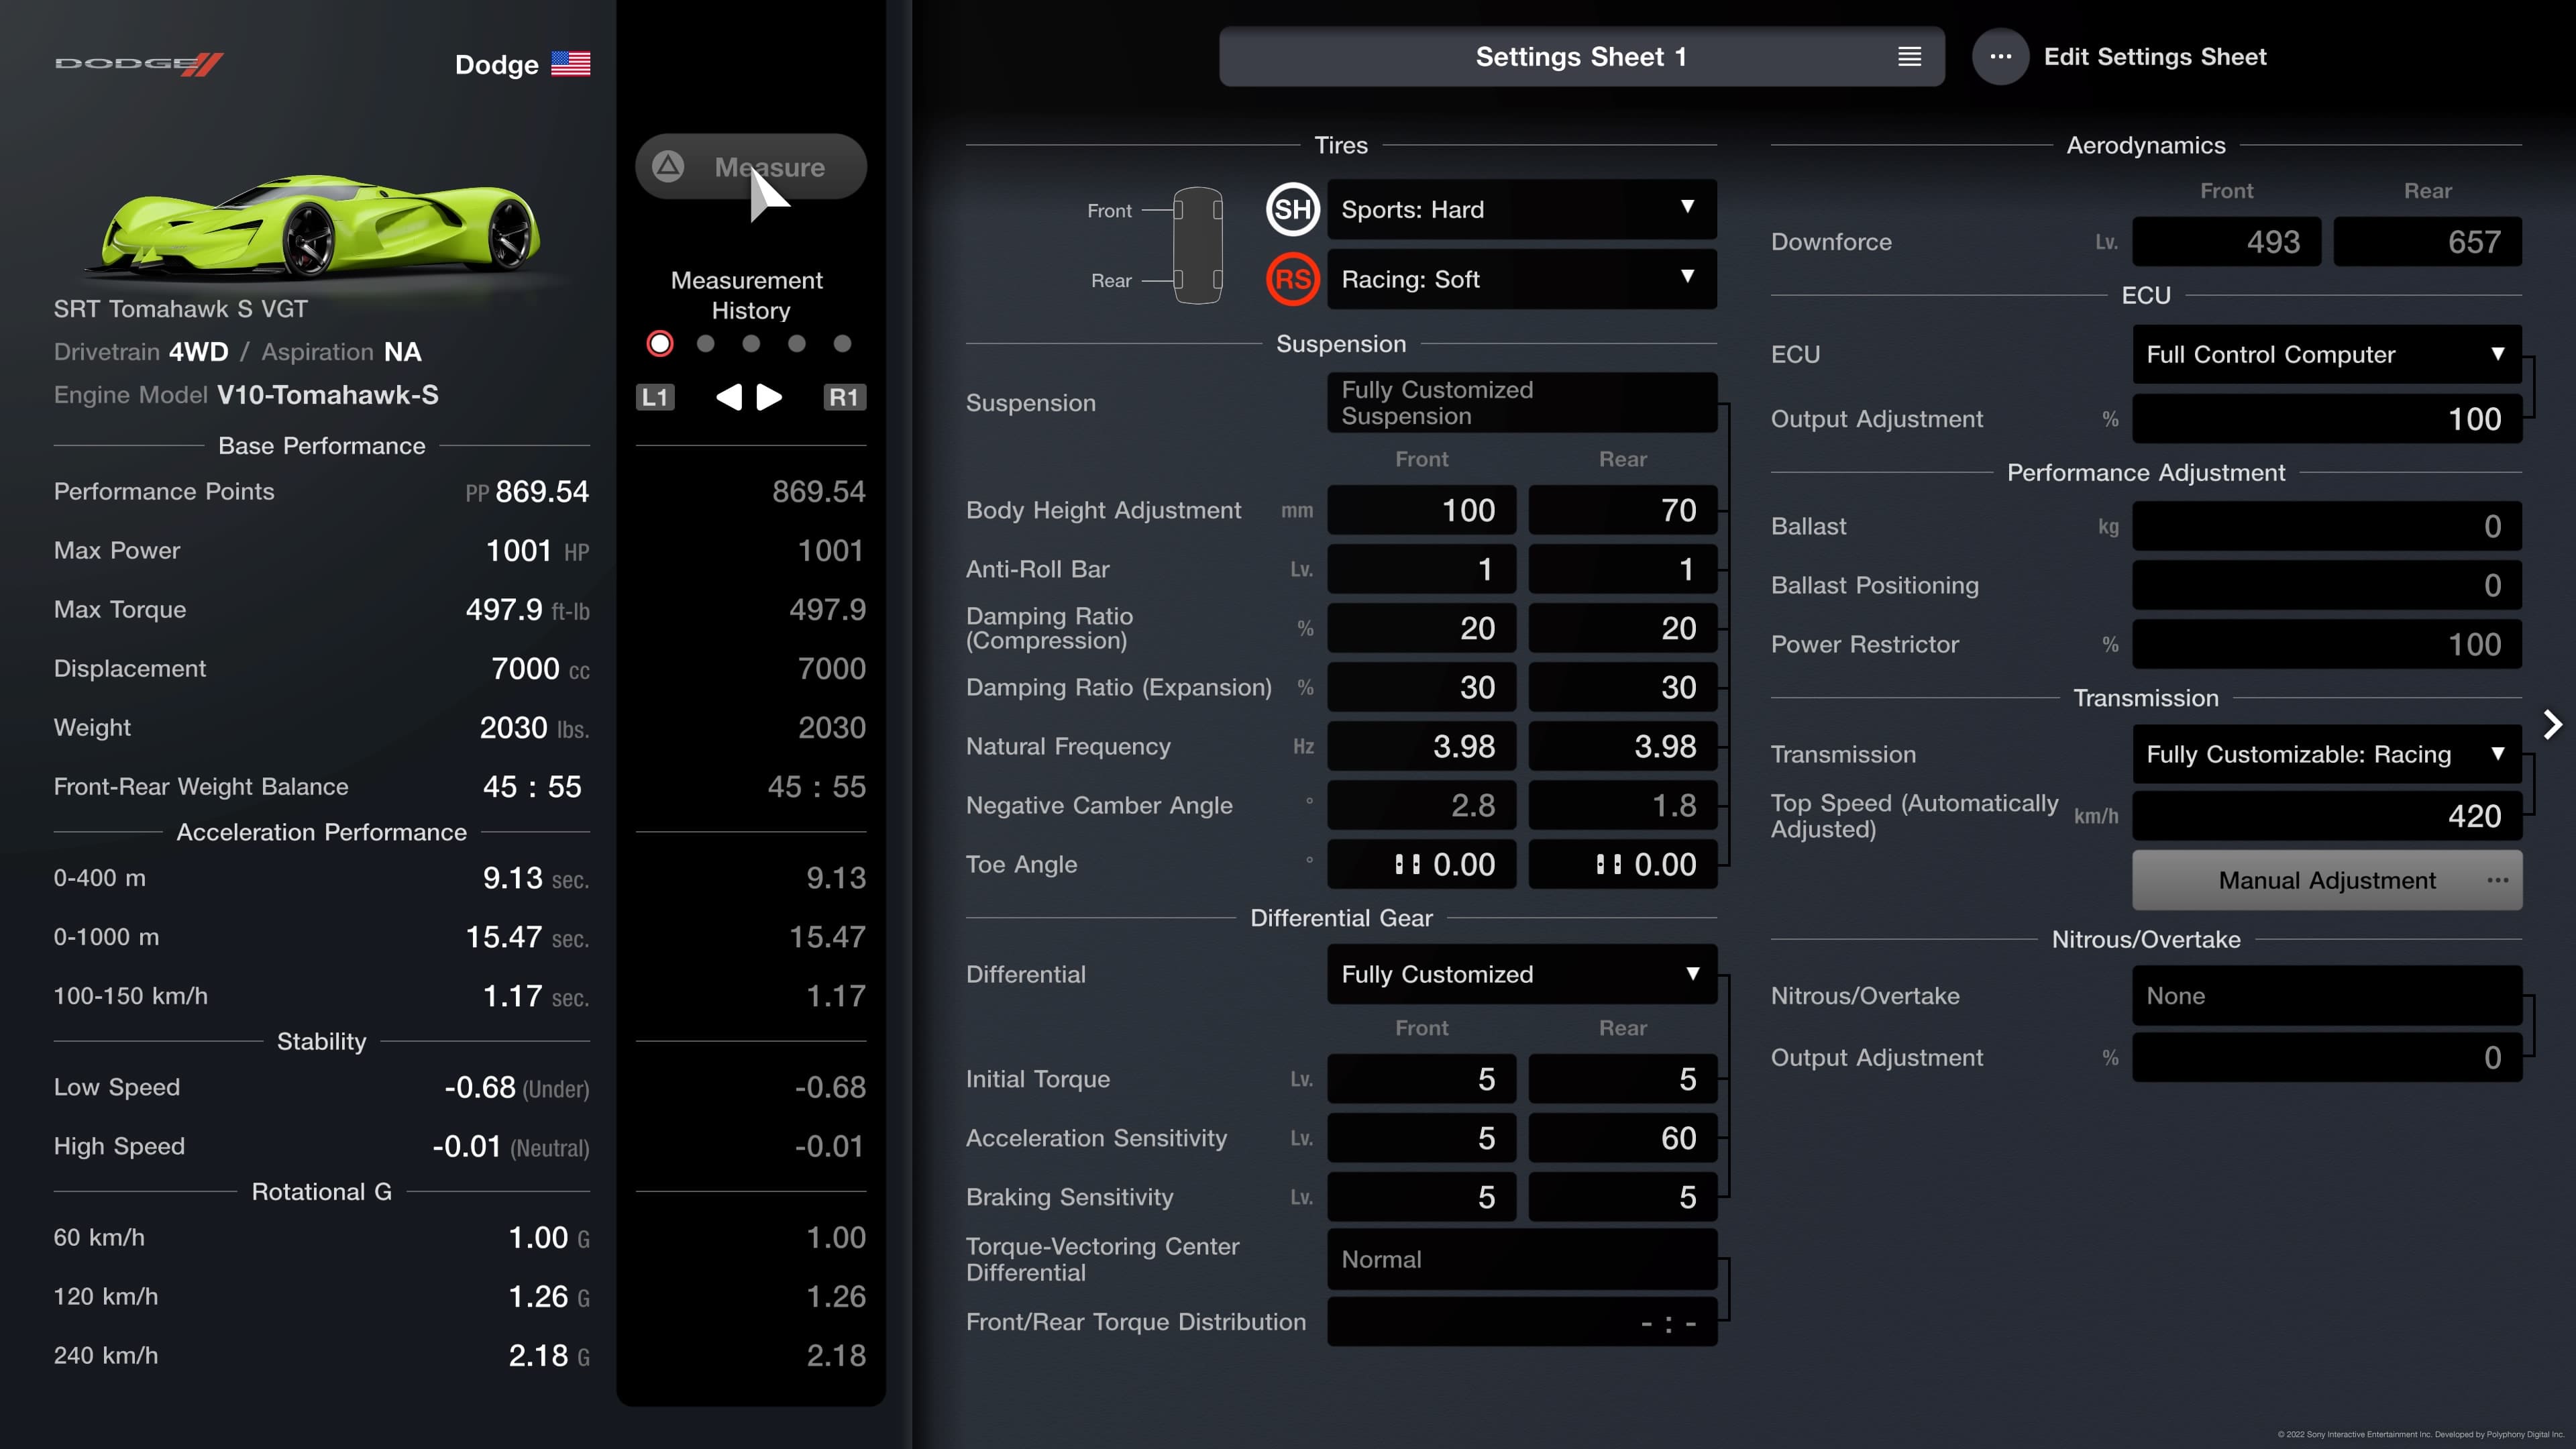 DODGE
Dodge
SRT Tomahawk S VGT
Drivetrain 4WD / Aspiration NA
Engine Model V10-Tomahawk-S
Base Performance
Performance Points PP 869.54
Max Power 1001 HP
Max Torque 497.9 ft-lb
Displacement 7000 cc
Weight 2030 lbs.
Front-Rear Weight Balance 45 : 55
Acceleration Performance
0-400 m 9.13 sec.
0-1000 m 15.47 sec.
100-150 km/h 1.17 sec.
Stability
Low Speed -0.68 (Under)
High Speed -0.01 (Neutral)
Rotational G
60 km/h 1.00 G
120 km/h 1.26 G
240 km/h 2.18 G
Measure
Measurement
History
L1 R1
869.54
1001
497.9
7000
2030
45 : 55
9.13
15.47
1.17
-0.68
-0.01
1.00
1.26
2.18
Settings Sheet 1
Edit Settings Sheet
Tires
Front SH Sports: Hard
Rear RS Racing: Soft
Suspension
Suspension Fully Customized
Suspension
Front Rear
Body Height Adjustment mm 100 70
Anti-Roll Bar Lv. 1 1
Damping Ratio
(Compression) % 20 20
Damping Ratio (Expansion) % 30 30
Natural Frequency Hz 3.98 3.98
Negative Camber Angle ° 2.8 1.8
Toe Angle ° 0.00 0.00
Differential Gear
Differential Fully Customized
Front Rear
Initial Torque Lv. 5 5
Acceleration Sensitivity Lv. 5 60
Braking Sensitivity Lv. 5 5
Torque-Vectoring Center
Differential Normal
Front/Rear Torque Distribution - : -
Aerodynamics
Front Rear
Downforce Lv. 493 657
ECU
ECU Full Control Computer
Output Adjustment % 100
Performance Adjustment
Ballast kg 0
Ballast Positioning 0
Power Restrictor % 100
Transmission
Transmission Fully Customizable: Racing
Top Speed (Automatically
Adjusted) km/h 420
Manual Adjustment
Nitrous/Overtake
Nitrous/Overtake None
Output Adjustment % 0
© 2022 Sony Interactive Entertainment Inc. Developed by Polyphony Digital Inc.